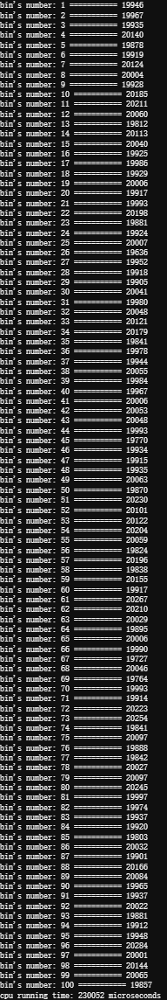 bin's number: 1 =========== 19946
bin's number: 2 =========== 19967
bin's number: 3 =========== 19935
bin's number: 4 =========== 20140
bin's number: 5 =========== 19878
bin's number: 6 =========== 19919
bin's number: 7 =========== 20124
bin's number: 8 =========== 20004
bin's number: 9 =========== 19928
bin's number: 10 =========== 20185
bin's number: 11 =========== 20211
bin's number: 12 =========== 20060
bin's number: 13 =========== 19812
bin's number: 14 =========== 20113
bin's number: 15 =========== 20040
bin's number: 16 =========== 19925
bin's number: 17 =========== 19986
bin's number: 18 =========== 19929
bin's number: 19 =========== 20006
bin's number: 20 =========== 19917
bin's number: 21 =========== 19993
bin's number: 22 =========== 20198
bin's number: 23 =========== 19881
bin's number: 24 =========== 19924
bin's number: 25 =========== 20007
bin's number: 26 =========== 19636
bin's number: 27 =========== 19952
bin's number: 28 =========== 19918
bin's number: 29 =========== 19905
bin's number: 30 =========== 20041
bin's number: 31 =========== 19980
bin's number: 32 =========== 20048
bin's number: 33 =========== 20121
bin's number: 34 =========== 20179
bin's number: 35 =========== 19841
bin's number: 36 =========== 19978
bin's number: 37 =========== 19944
bin's number: 38 =========== 20055
bin's number: 39 =========== 19984
bin's number: 40 =========== 19967
bin's number: 41 =========== 20006
bin's number: 42 =========== 20053
bin's number: 43 =========== 20048
bin's number: 44 =========== 19993
bin's number: 45 =========== 19770
bin's number: 46 =========== 19934
bin's number: 47 =========== 19915
bin's number: 48 =========== 19935
bin's number: 49 =========== 20063
bin's number: 50 =========== 19870
bin's number: 51 =========== 20230
bin's number: 52 =========== 20101
bin's number: 53 =========== 20122
bin's number: 54 =========== 20204
bin's number: 55 =========== 20059
bin's number: 56 =========== 19824
bin's number: 57 =========== 20196
bin's number: 58 =========== 19838
bin's number: 59 =========== 20155
bin's number: 60 =========== 19917
bin's number: 61 =========== 20267
bin's number: 62 =========== 20210
bin's number: 63 =========== 20029
bin's number: 64 =========== 19895
bin's number: 65 =========== 20006
bin's number: 66 =========== 19990
bin's number: 67 =========== 19727
bin's number: 68 =========== 20046
bin's number: 69 =========== 19764
bin's number: 70 =========== 19993
bin's number: 71 =========== 19914
bin's number: 72 =========== 20223
bin's number: 73 =========== 20254
bin's number: 74 =========== 19841
bin's number: 75 =========== 20097
bin's number: 76 =========== 19888
bin's number: 77 =========== 19842
bin's number: 78 =========== 20027
bin's number: 79 =========== 20097
bin's number: 80 =========== 20245
bin's number: 81 =========== 19997
bin's number: 82 =========== 19974
bin's number: 83 =========== 19937
bin's number: 84 =========== 19920
bin's number: 85 =========== 19803
bin's number: 86 =========== 20032
bin's number: 87 =========== 19901
bin's number: 88 =========== 20166
bin's number: 89 =========== 20084
bin's number: 90 =========== 19965
bin's number: 91 =========== 19937
bin's number: 92 =========== 20022
bin's number: 93 =========== 19881
bin's number: 94 =========== 19912
bin's number: 95 =========== 19948
bin's number: 96 =========== 20284
bin's number: 97 =========== 20001
bin's number: 98 =========== 20144
bin's number: 99 =========== 20065
bin's number: 100 =========== 19857
cpu running time: 230052 microseconds